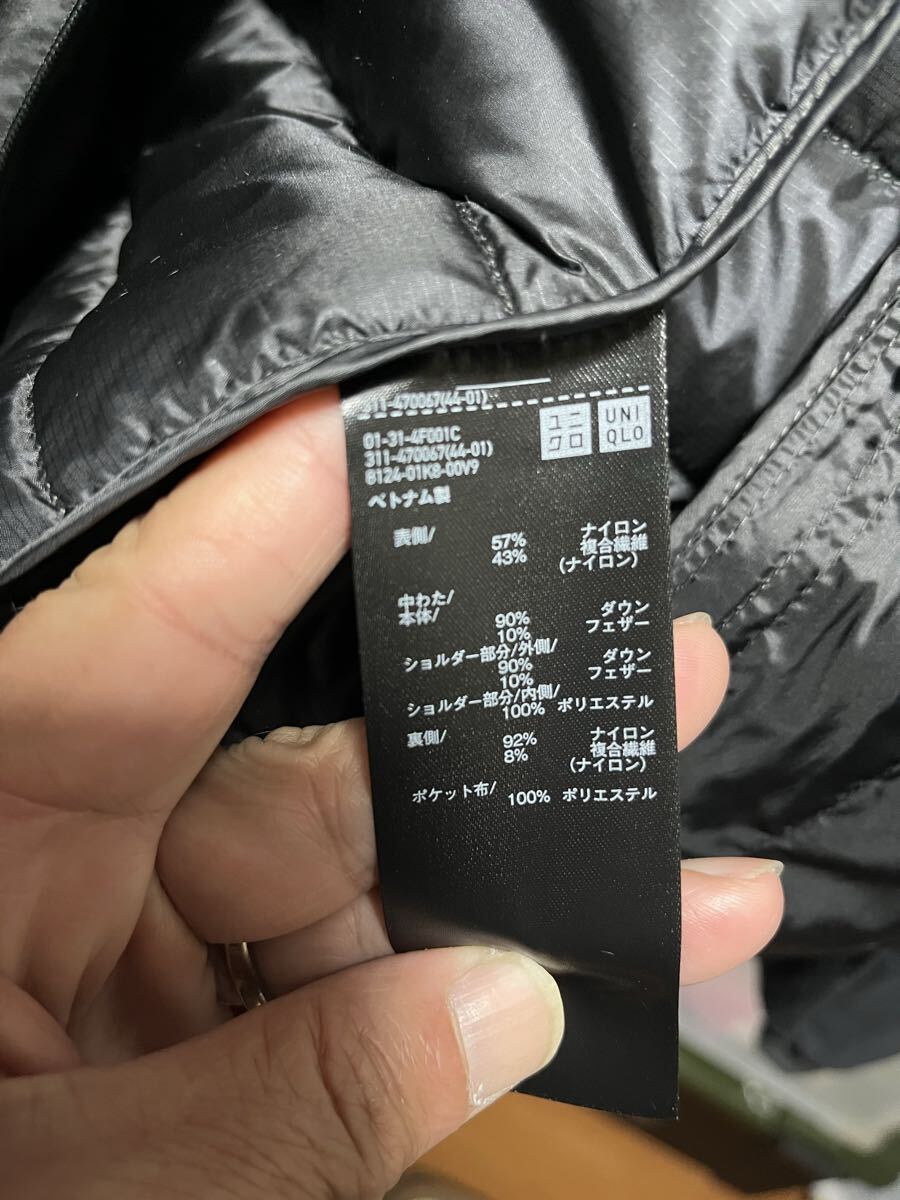 311-470067(44-01)
ユニ
クロ
UNI
QLO
01-31-4F001C
311-470067(44-01)
B124-01K8-00V9
ベトナム製
表側/ 57% ナイロン
43% 複合繊維
(ナイロン)
中わた/
本体/ 90% ダウン
10% フェザー
ショルダー部分/外側/
90% ダウン
10% フェザー
ショルダー部分/内側/
100% ポリエステル
裏側/ 92% ナイロン
8% 複合繊維
(ナイロン)
ポケット布/ 100% ポリエステル